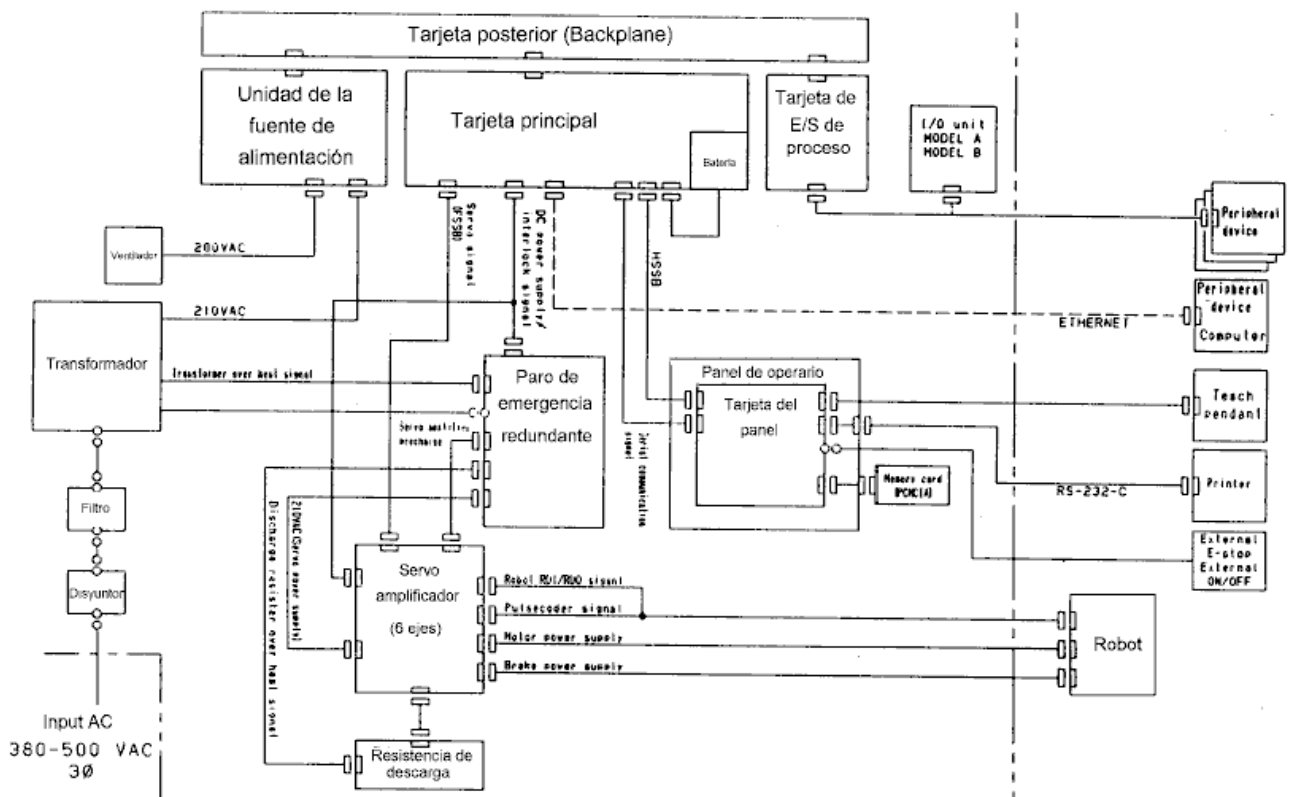 Tarjeta posterior (Backplane)
Unidad de la
fuente de
alimentación
Tarjeta principal
Batería
Tarjeta de
E/S de
proceso
I/O unit
MODEL A
MODEL B
Peripheral
device
Ventilador
200VAC
210VAC
Servo signal
(FSSB)
DC power supply/
interlock signal
HSSB
ETHERNET
Peripheral
device
Computer
Transformador
Transformer over heat signal
Paro de
emergencia
redundante
Panel de operario
Tarjeta del
panel
Teach
pendant
Servo amplifier
precharge
Serial communication
signal
Memory card
(PCMCIA)
RS-232-C
Printer
Filtro
Disyuntor
210VAC(Servo power supply)
Discharge resister over heat signal
External
E-stop
External
ON/OFF
Servo
amplificador
(6 ejes)
Robot RDI/RDO signal
Pulsecoder signal
Motor power supply
Brake power supply
Robot
Input AC
380-500 VAC
3Ø
Resistencia de
descarga